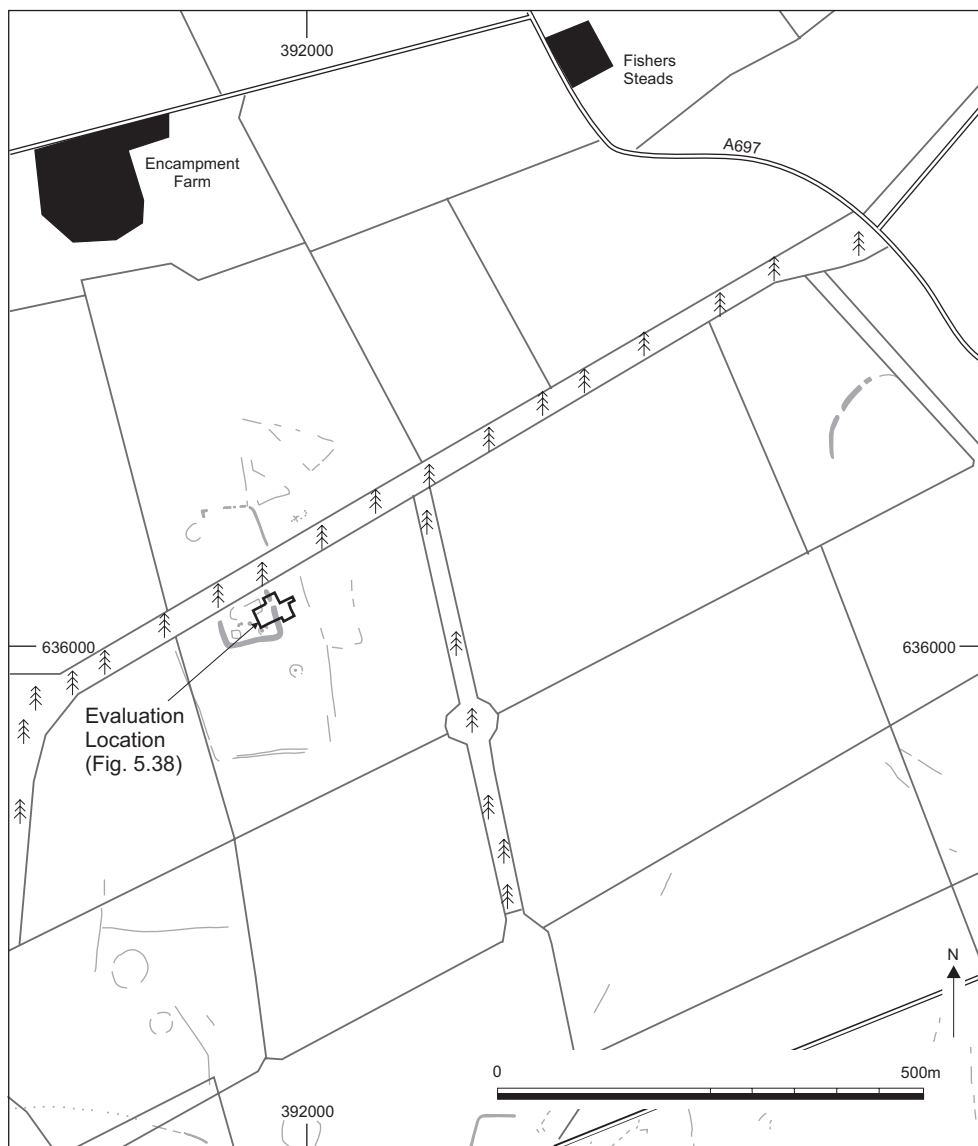 392000
Fishers
Steads
A697
Encampment
Farm
636000
636000
Evaluation
Location
(Fig. 5.38)
N
0
500m
392000